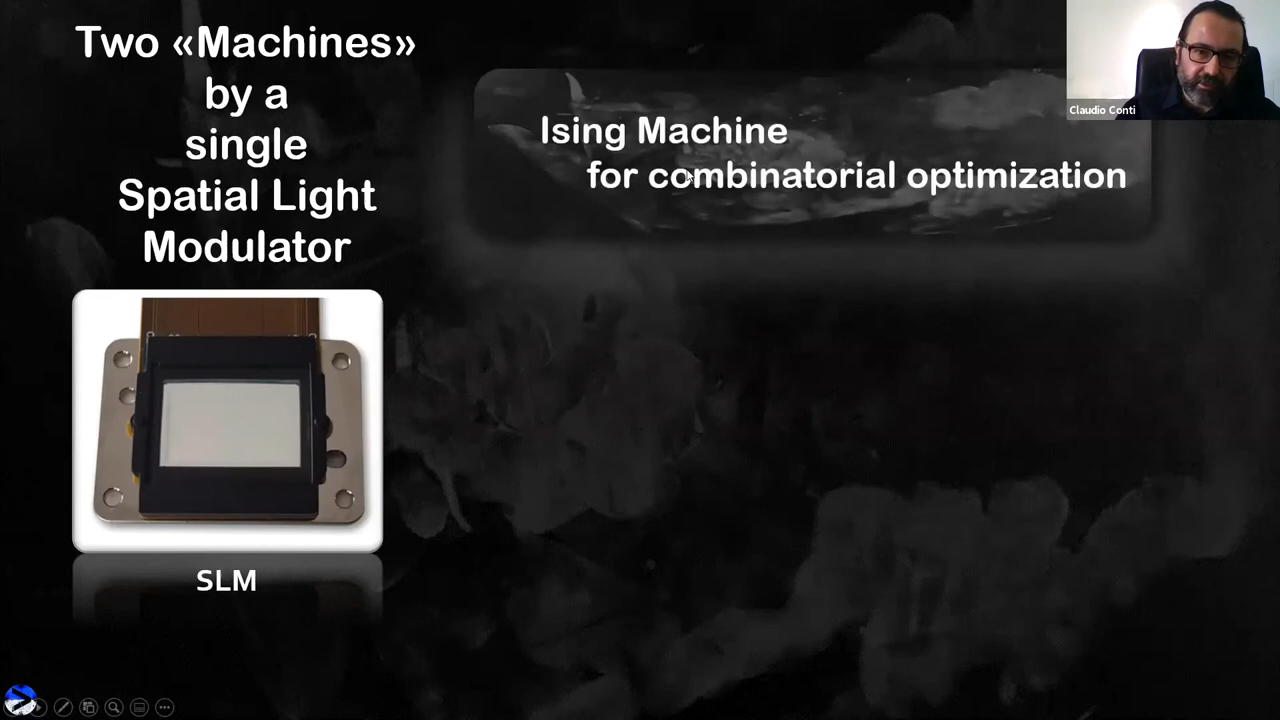 Two «Machines»
by a
single
Spatial Light
Modulator
Ising Machine
for combinatorial optimization
Claudio Conti
SLM